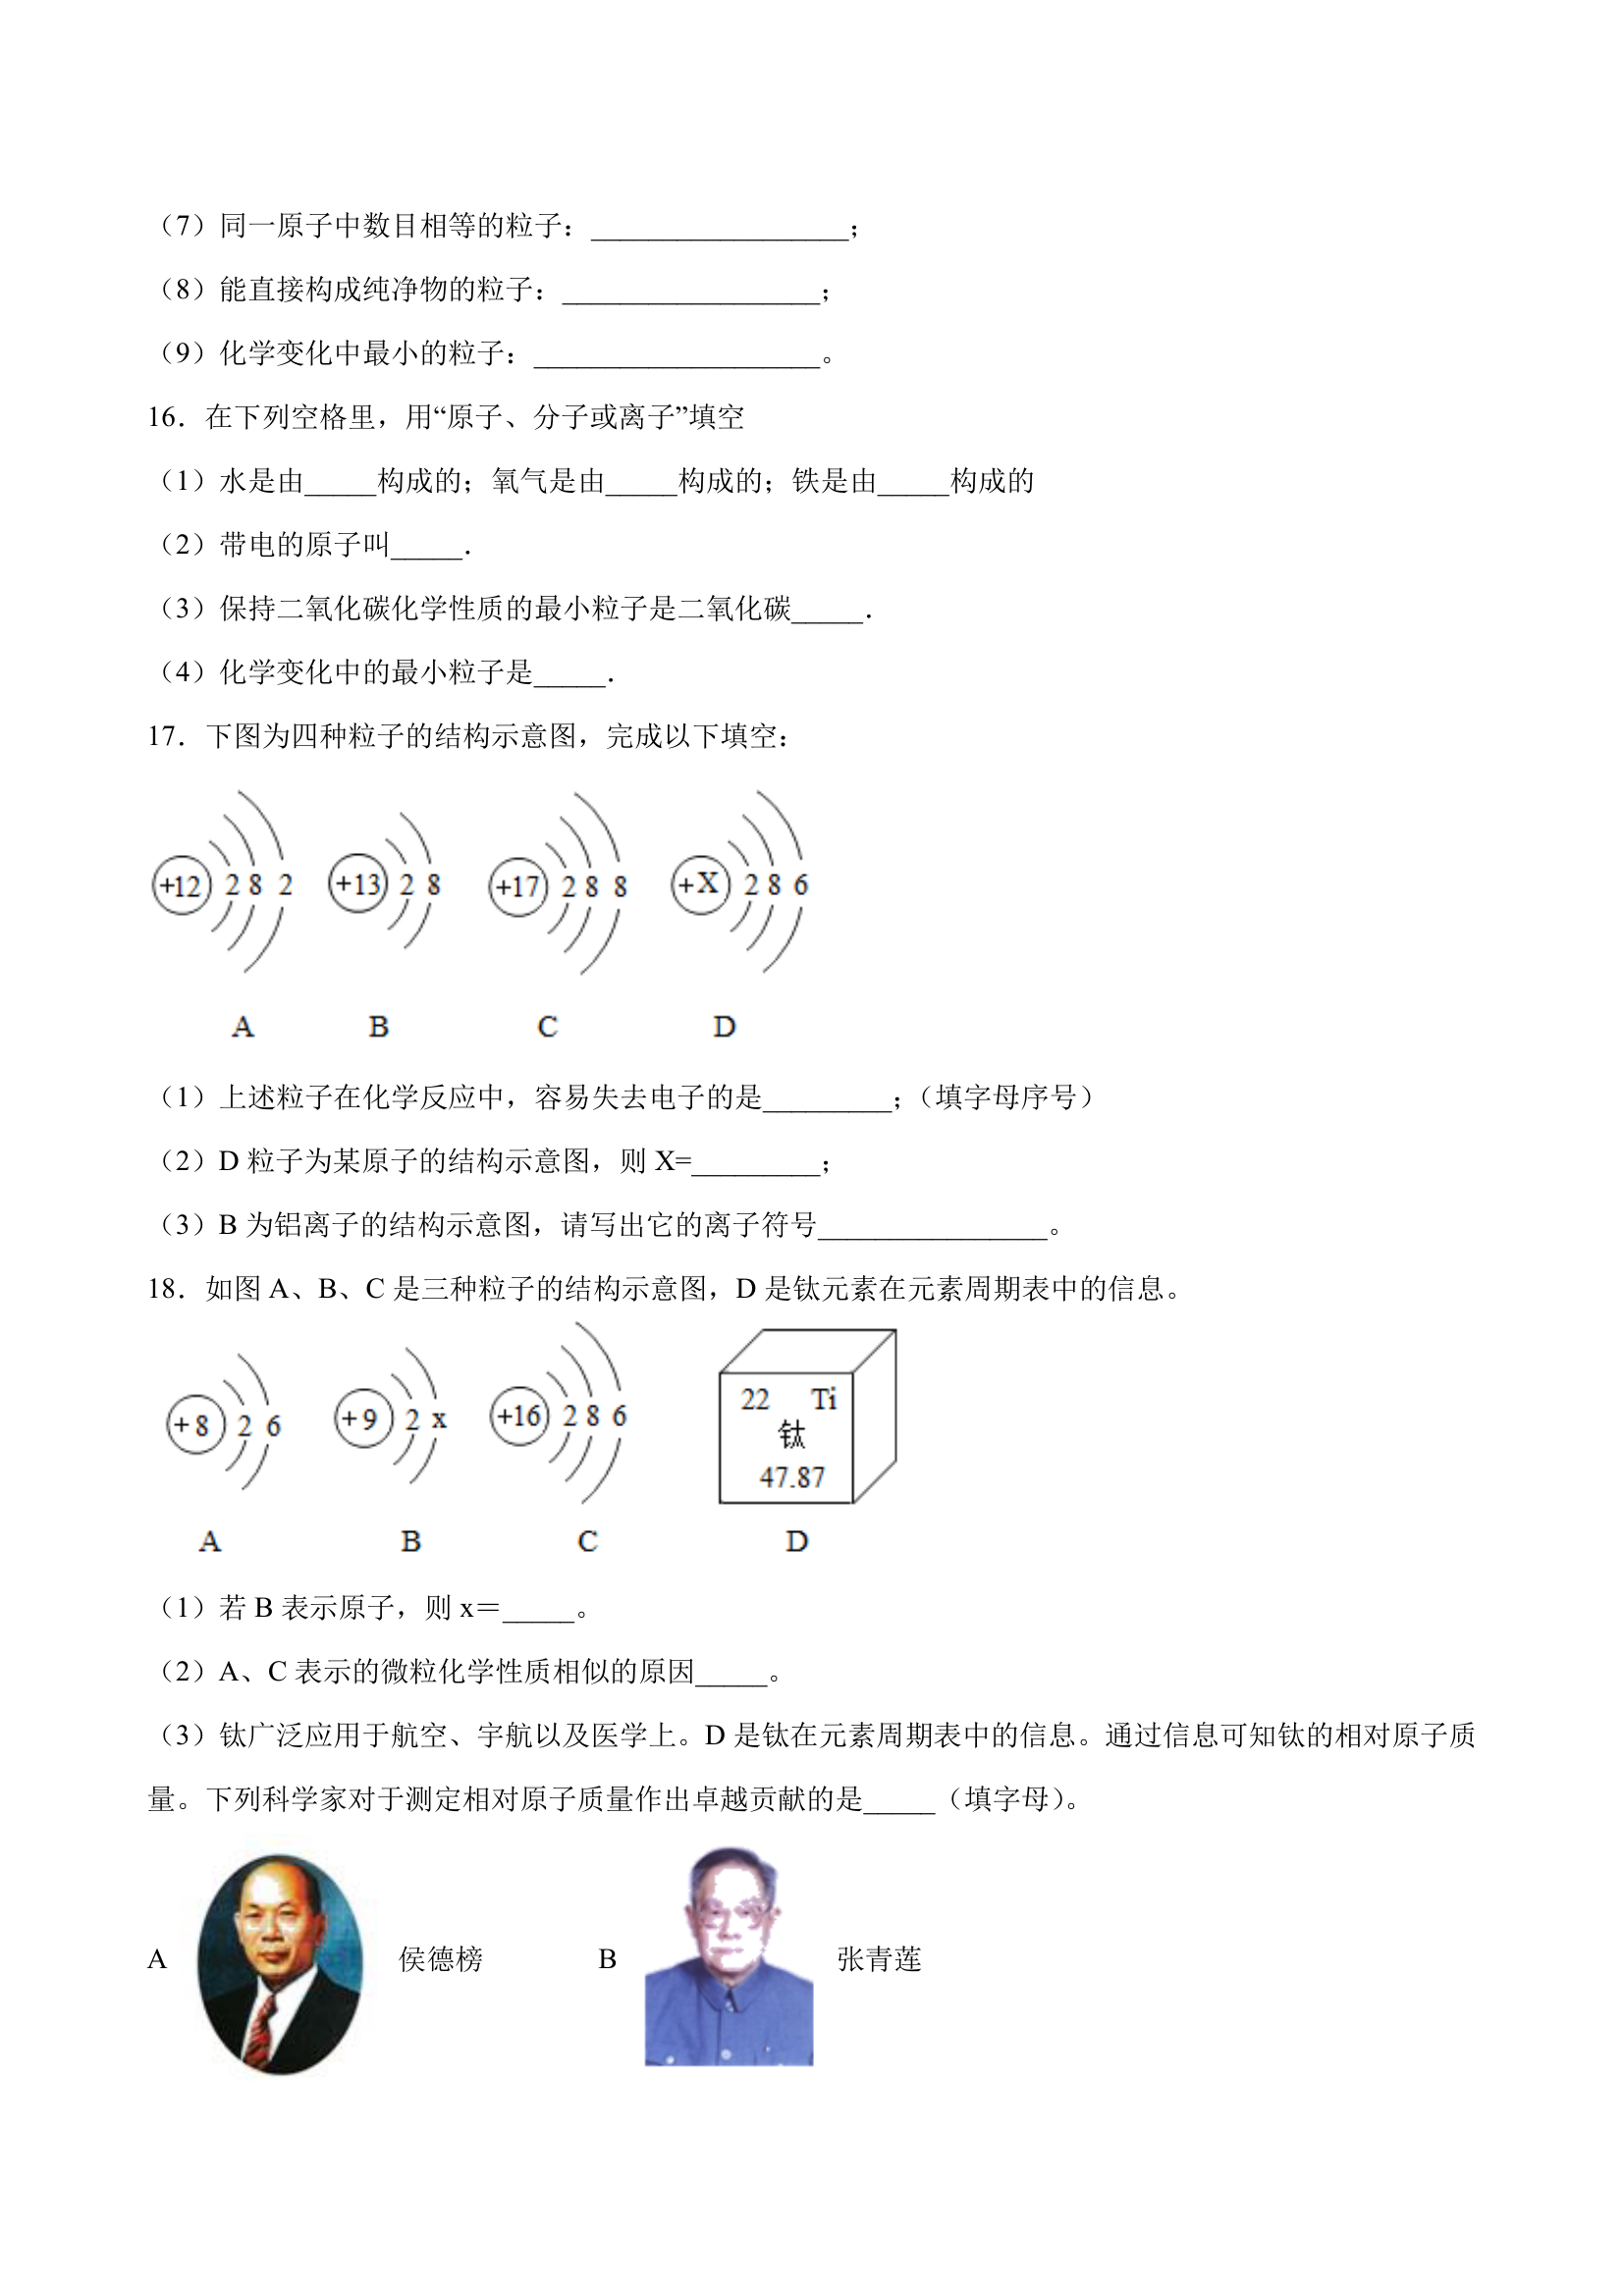 （7）同一原子中数目相等的粒子：__________________；
（8）能直接构成纯净物的粒子：__________________；
（9）化学变化中最小的粒子：____________________。
16．在下列空格里，用“原子、分子或离子”填空
（1）水是由_____构成的；氧气是由_____构成的；铁是由_____构成的
（2）带电的原子叫_____．
（3）保持二氧化碳化学性质的最小粒子是二氧化碳_____．
（4）化学变化中的最小粒子是_____．
17．下图为四种粒子的结构示意图，完成以下填空：
+12 2 8 2 +13 2 8 +17 2 8 8 +X 2 8 6
A B C D
（1）上述粒子在化学反应中，容易失去电子的是_________；（填字母序号）
（2）D 粒子为某原子的结构示意图，则 X=_________；
（3）B 为铝离子的结构示意图，请写出它的离子符号________________。
18．如图 A、B、C 是三种粒子的结构示意图，D 是钛元素在元素周期表中的信息。
+8 2 6 +9 2 x +16 2 8 6 22 Ti
钛
47.87
A B C D
（1）若 B 表示原子，则 x＝_____。
（2）A、C 表示的微粒化学性质相似的原因_____。
（3）钛广泛应用于航空、宇航以及医学上。D 是钛在元素周期表中的信息。通过信息可知钛的相对原子质
量。下列科学家对于测定相对原子质量作出卓越贡献的是_____（填字母）。
A 侯德榜 B 张青莲